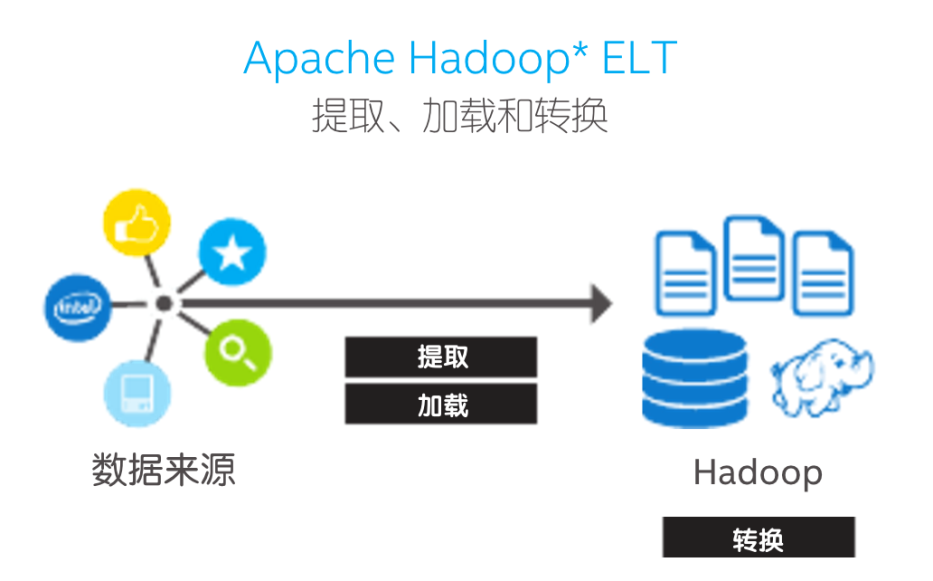 Apache Hadoop* ELT
提取、加载和转换
intel
提取
加载
数据来源
Hadoop
转换